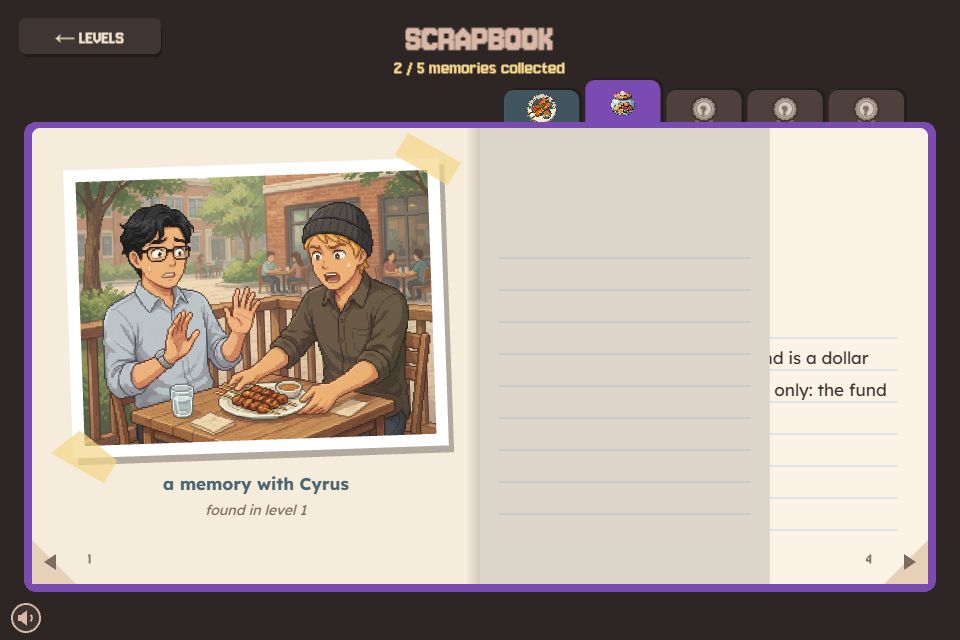 ← LEVELS
SCRAPBOOK
2 / 5 memories collected
a memory with Cyrus
found in level 1
1
is a dollar
only: the fund
4